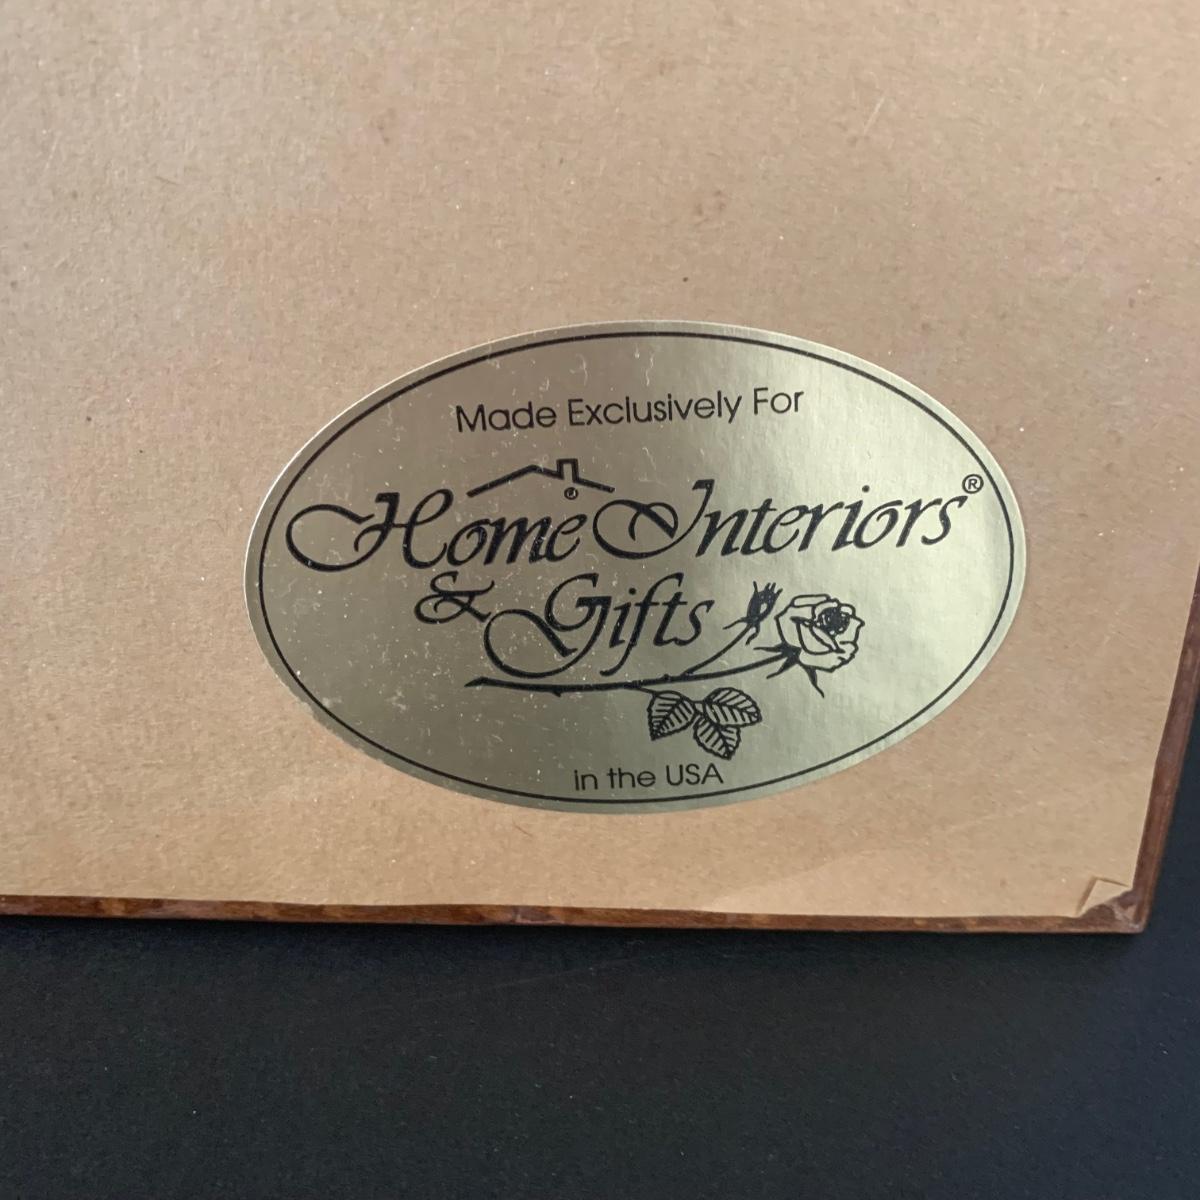 Made Exclusively For
Home Interiors®
& Gifts
in the USA